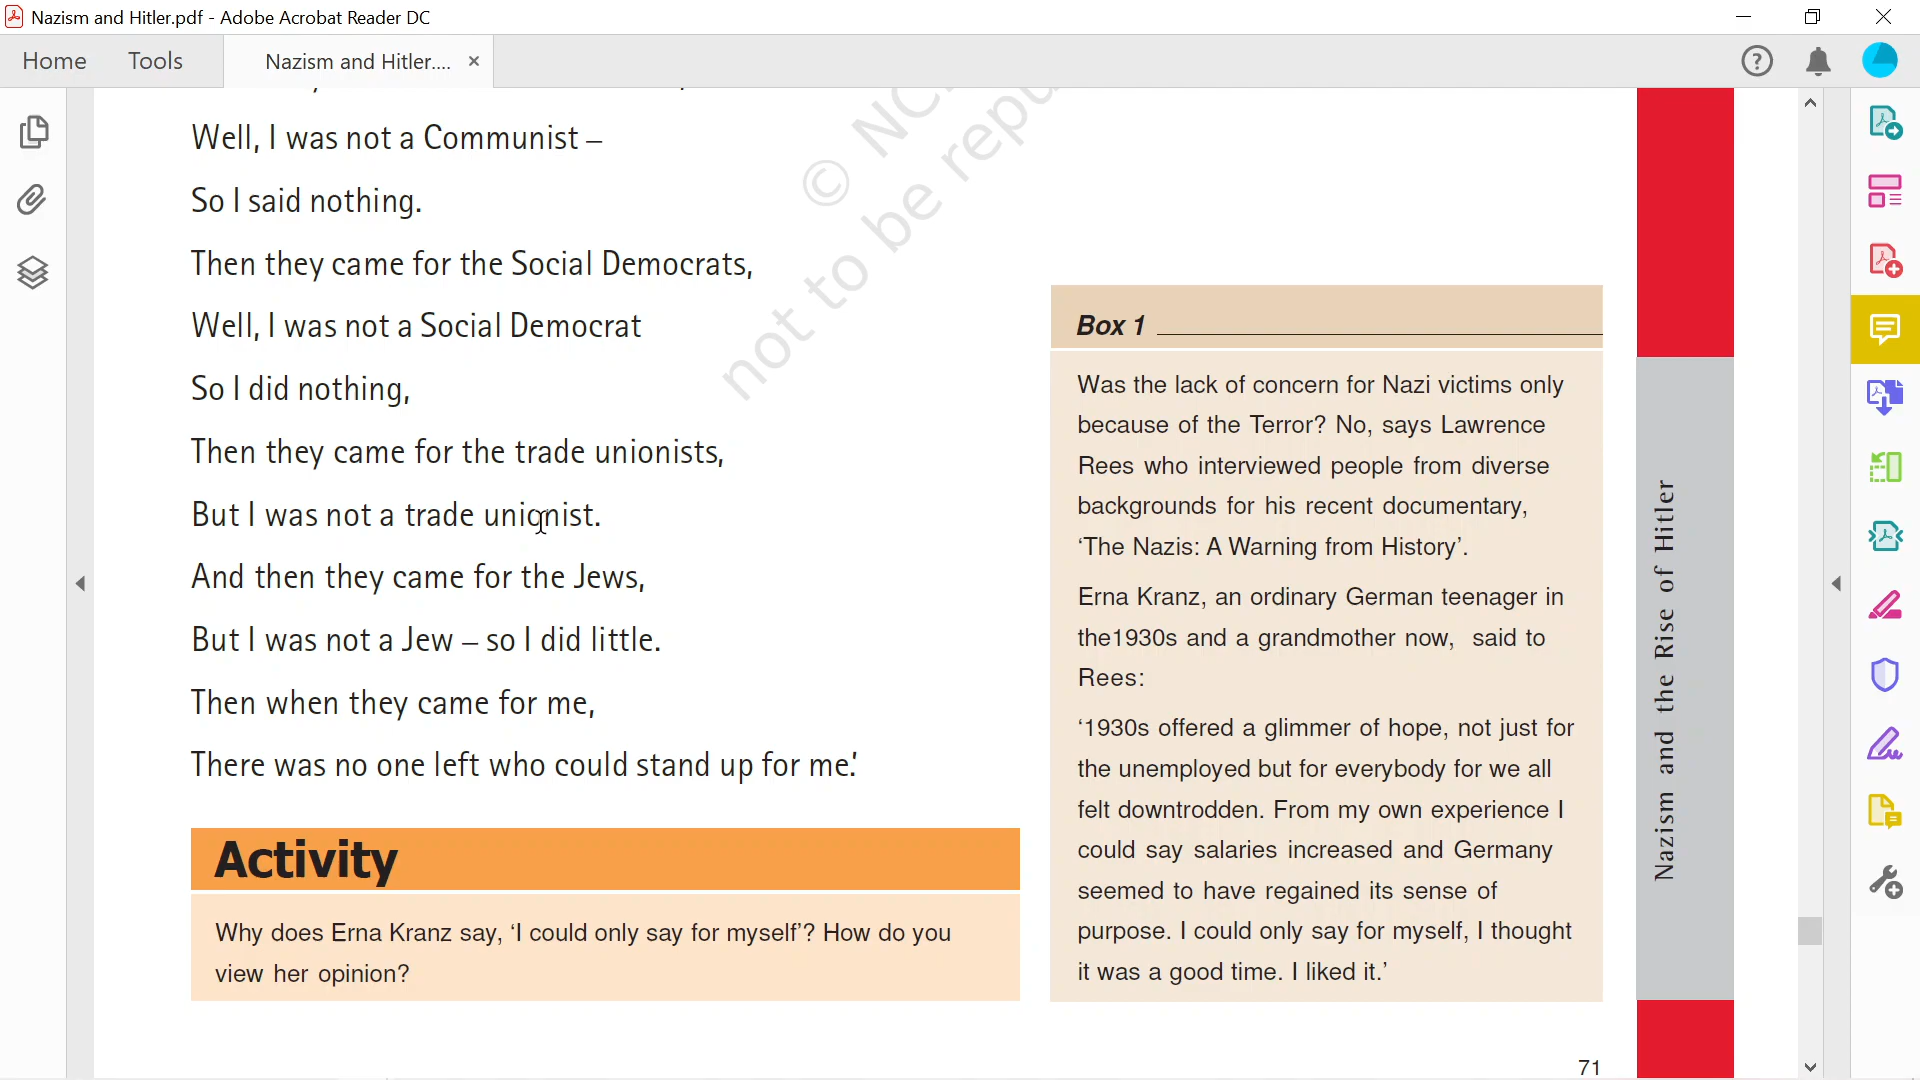 Nazism and Hitler.pdf - Adobe Acrobat Reader DC
Home
Tools
Nazism and Hitler....
Well, I was not a Communist –
So I said nothing.
Then they came for the Social Democrats,
Well, I was not a Social Democrat
So I did nothing,
Then they came for the trade unionists,
But I was not a trade unionist.
And then they came for the Jews,
But I was not a Jew – so I did little.
Then when they came for me,
There was no one left who could stand up for me.’
Activity
Why does Erna Kranz say, ‘I could only say for myself’? How do you
view her opinion?
© NC
not to be repu
Box 1
Was the lack of concern for Nazi victims only
because of the Terror? No, says Lawrence
Rees who interviewed people from diverse
backgrounds for his recent documentary,
‘The Nazis: A Warning from History’.
Erna Kranz, an ordinary German teenager in
the1930s and a grandmother now, said to
Rees:
‘1930s offered a glimmer of hope, not just for
the unemployed but for everybody for we all
felt downtrodden. From my own experience I
could say salaries increased and Germany
seemed to have regained its sense of
purpose. I could only say for myself, I thought
it was a good time. I liked it.’
Nazism and the Rise of Hitler
71